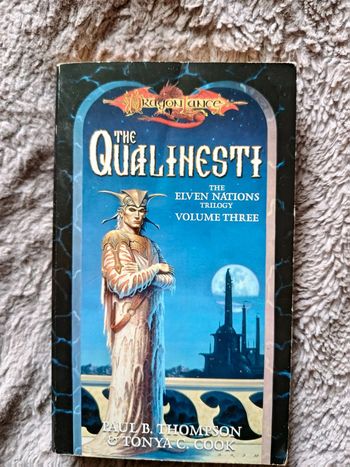 DRAGONLANCE
THE
QUALINESTI
THE
ELVEN NATIONS
TRILOGY
VOLUME THREE
PAUL B. THOMPSON
& TONYA C. COOK